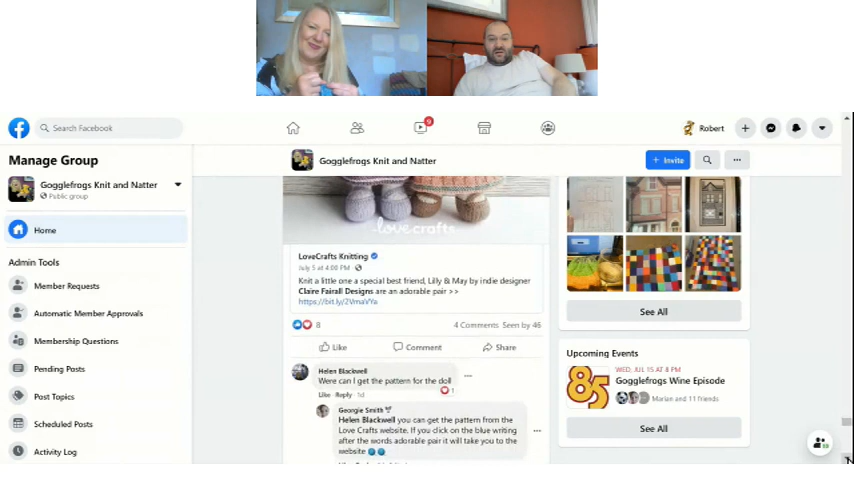 Search Facebook
9
Robert
Manage Group
Gogglefrogs Knit and Natter
Public group
Home
Admin Tools
Member Requests
Automatic Member Approvals
Membership Questions
Pending Posts
Post Topics
Scheduled Posts
Activity Log
Gogglefrogs Knit and Natter
+ Invite
lovecrafts
LoveCrafts Knitting
July 5 at 4:00 PM
Knit a little one a special best friend, Lilly & May by indie designer
Claire Fairall Designs are an adorable pair >>
https://bit.ly/2VmaVYa
8
4 Comments Seen by 46
Like
Comment
Share
Helen Blackwell
Were can I get the pattern for the doll
1
Like Reply 1d
Georgie Smith
Helen Blackwell you can get the pattern from the
Love Crafts website. If you click on the blue writing
after the words adorable pair it will take you to the
website
See All
Upcoming Events
85
WED, JUL 15 AT 8 PM
Gogglefrogs Wine Episode
Marian and 11 friends
See All